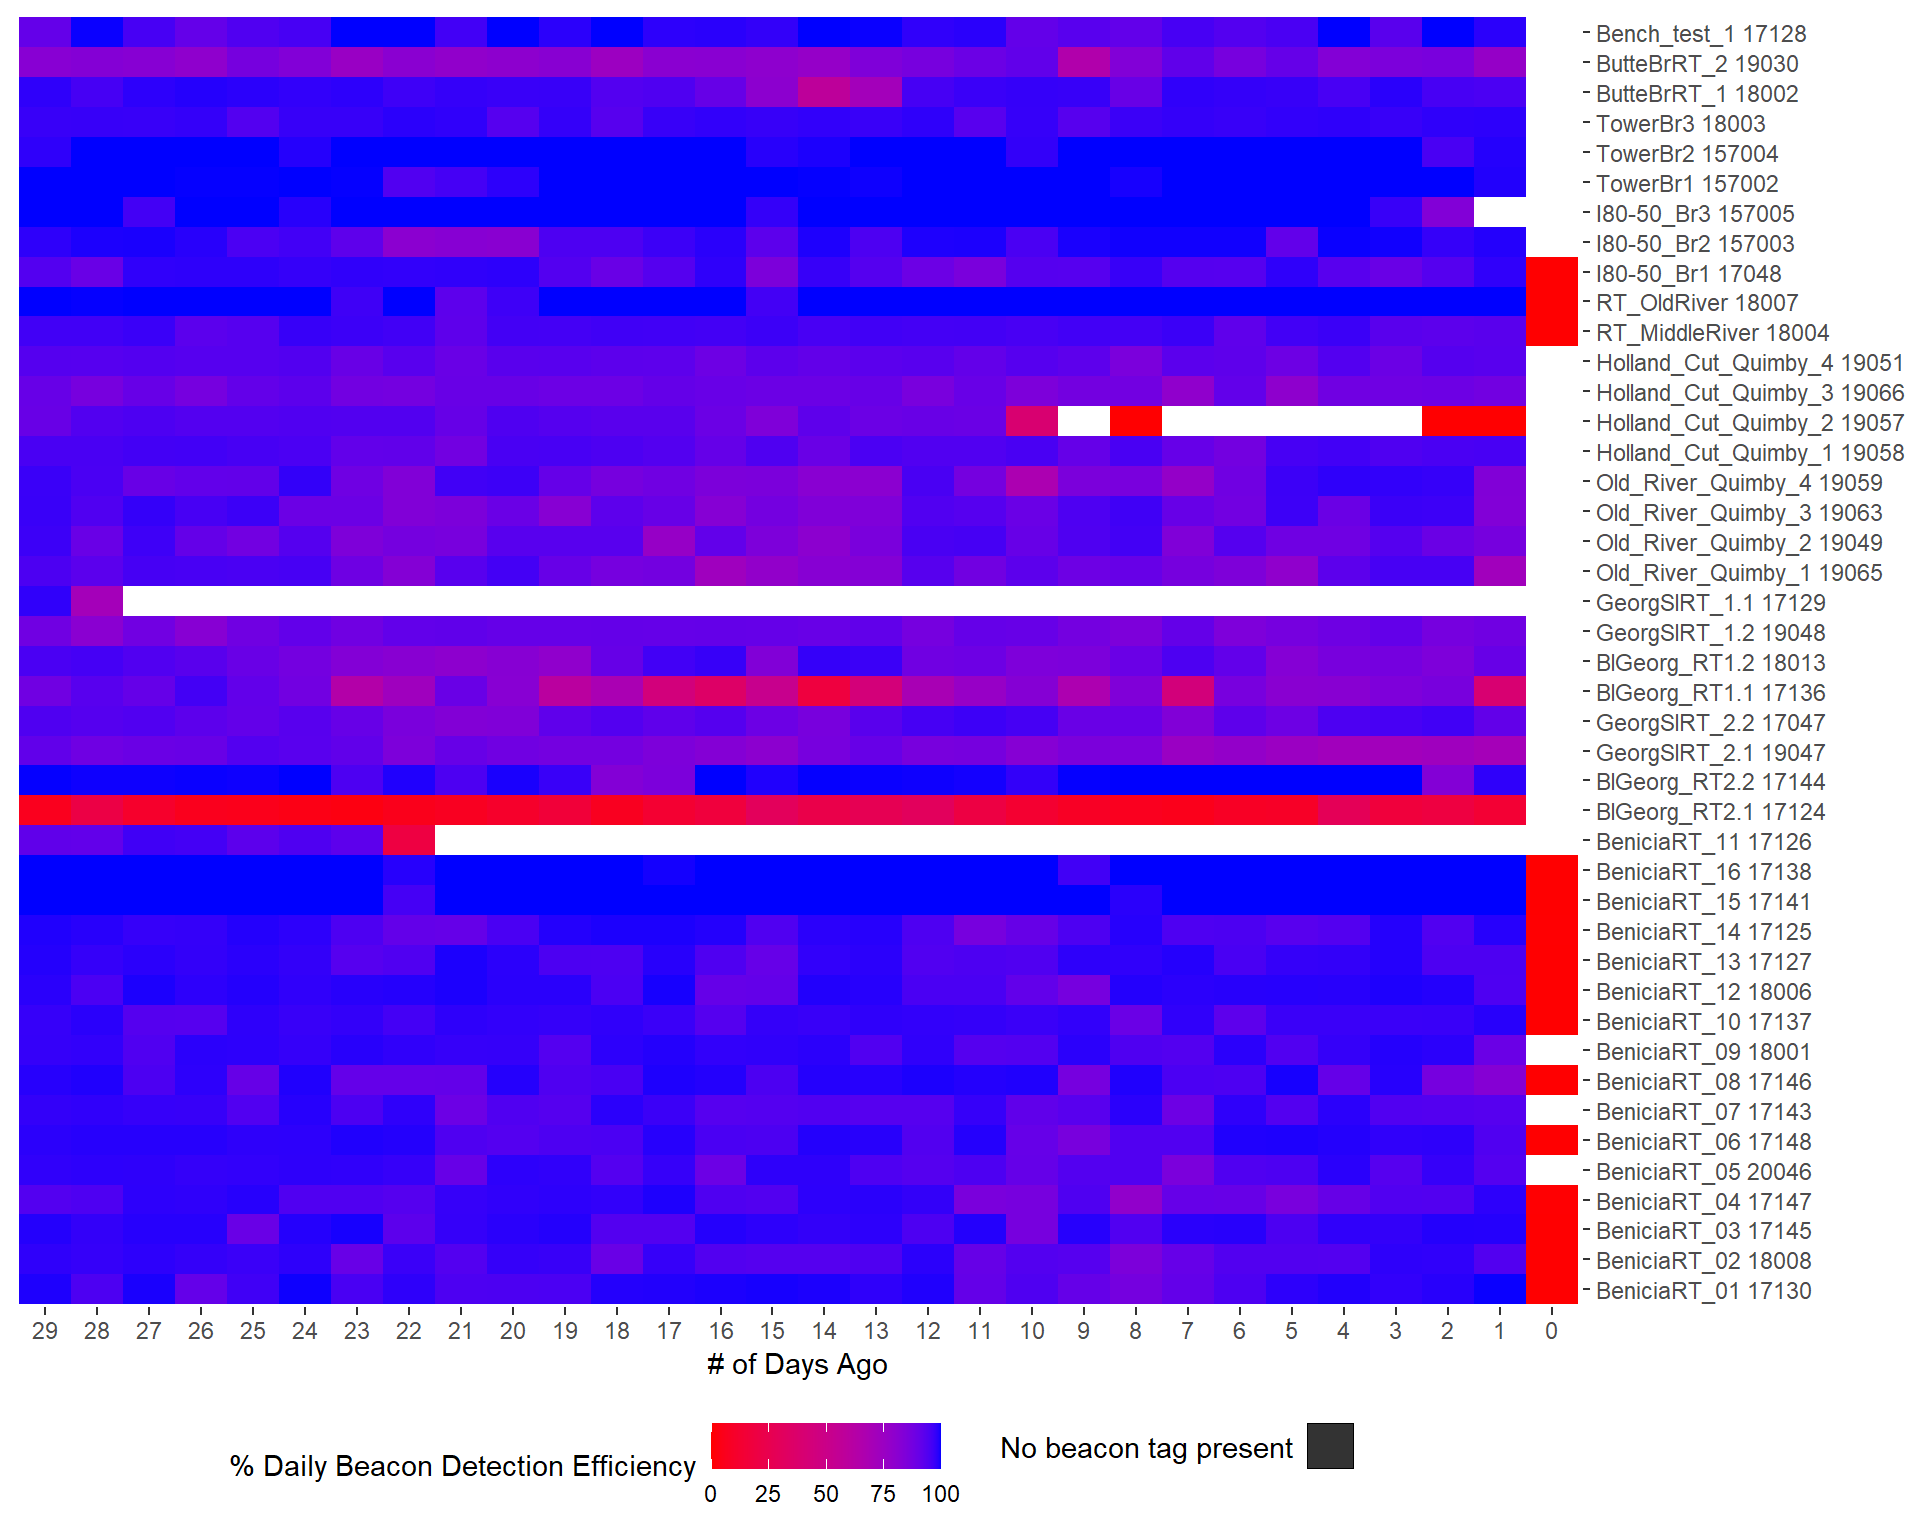 Bench_test_1 17128
ButteBrRT_2 19030
ButteBrRT_1 18002
TowerBr3 18003
TowerBr2 157004
TowerBr1 157002
I80-50_Br3 157005
I80-50_Br2 157003
I80-50_Br1 17048
RT_OldRiver 18007
RT_MiddleRiver 18004
Holland_Cut_Quimby_4 19051
Holland_Cut_Quimby_3 19066
Holland_Cut_Quimby_2 19057
Holland_Cut_Quimby_1 19058
Old_River_Quimby_4 19059
Old_River_Quimby_3 19063
Old_River_Quimby_2 19049
Old_River_Quimby_1 19065
GeorgSlRT_1.1 17129
GeorgSlRT_1.2 19048
BlGeorg_RT1.2 18013
BlGeorg_RT1.1 17136
GeorgSlRT_2.2 17047
GeorgSlRT_2.1 19047
BlGeorg_RT2.2 17144
BlGeorg_RT2.1 17124
BeniciaRT_11 17126
BeniciaRT_16 17138
BeniciaRT_15 17141
BeniciaRT_14 17125
BeniciaRT_13 17127
BeniciaRT_12 18006
BeniciaRT_10 17137
BeniciaRT_09 18001
BeniciaRT_08 17146
BeniciaRT_07 17143
BeniciaRT_06 17148
BeniciaRT_05 20046
BeniciaRT_04 17147
BeniciaRT_03 17145
BeniciaRT_02 18008
BeniciaRT_01 17130
29 28 27 26 25 24 23 22 21 20 19 18 17 16 15 14 13 12 11 10 9 8 7 6 5 4 3 2 1 0
# of Days Ago
% Daily Beacon Detection Efficiency
0 25 50 75 100
No beacon tag present